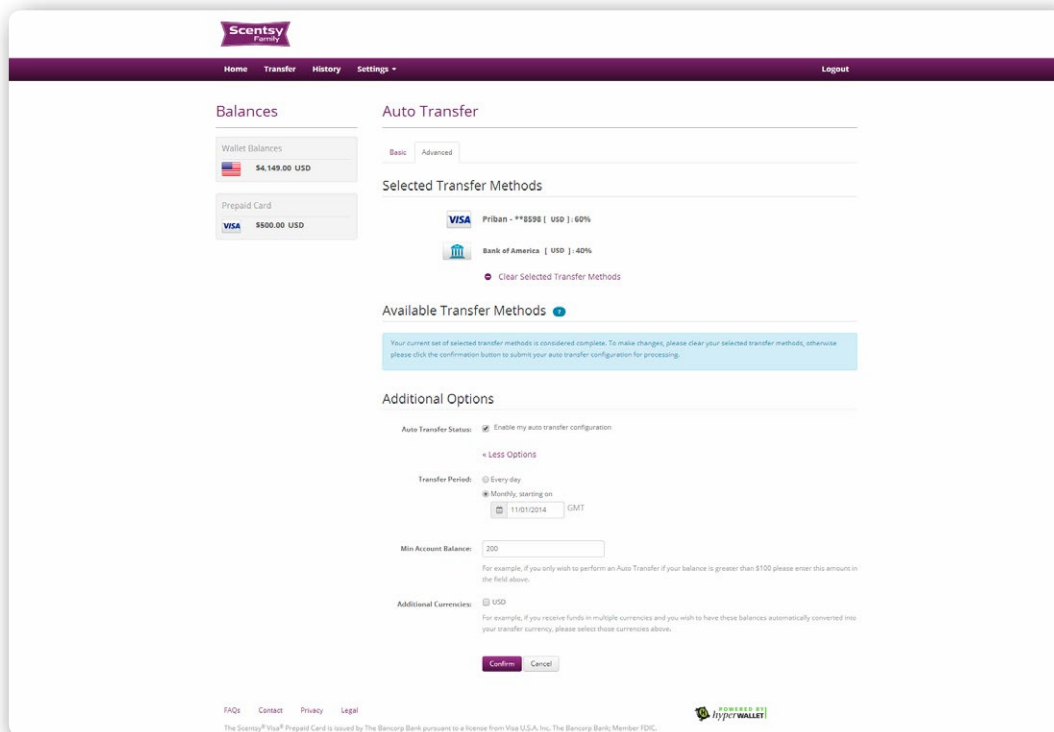 Scentsy
Family
Home Transfer History Settings
Logout
Balances
Wallet Balances
$4,149.00 USD
Prepaid Card
VISA $500.00 USD
Auto Transfer
Basic Advanced
Selected Transfer Methods
VISA Priban - **8598 [ USD ] : 60%
Bank of America [ USD ] : 40%
Clear Selected Transfer Methods
Available Transfer Methods ?
Your current set of selected transfer methods is considered complete. To make changes, please clear your selected transfer methods, otherwise
please click the confirmation button to submit your auto transfer configuration for processing.
Additional Options
Auto Transfer Status: Enable my auto transfer configuration
« Less Options
Transfer Period: Every day
Monthly, starting on
11/01/2014 GMT
Min Account Balance: 200
For example, if you only wish to perform an Auto Transfer if your balance is greater than $100 please enter this amount in
the field above.
Additional Currencies: USD
For example, if you receive funds in multiple currencies and you wish to have these balances automatically converted into
your transfer currency, please select those currencies above.
Confirm Cancel
FAQs Contact Privacy Legal
POWERED BY
hyperWALLET
The Scentsy® Visa® Prepaid Card is issued by The Bancorp Bank pursuant to a license from Visa U.S.A. Inc. The Bancorp Bank; Member FDIC.